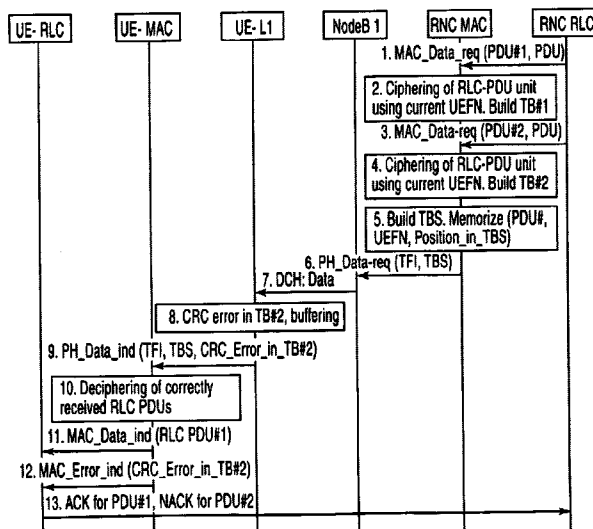 UE- RLC
UE- MAC
UE- L1
NodeB 1
RNC MAC
RNC RLC
1. MAC_Data_req (PDU#1, PDU)
2. Ciphering of RLC-PDU unit
using current UEFN. Build TB#1
3. MAC_Data-req (PDU#2, PDU)
4. Ciphering of RLC-PDU unit
using current UEFN. Build TB#2
5. Build TBS. Memorize (PDU#,
UEFN, Position_in_TBS)
6. PH_Data-req (TFI, TBS)
7. DCH: Data
8. CRC error in TB#2, buffering
9. PH_Data_ind (TFI, TBS, CRC_Error_in_TB#2)
10. Deciphering of correctly
received RLC PDUs
11. MAC_Data_ind (RLC PDU#1)
12. MAC_Error_ind (CRC_Error_in_TB#2)
13. ACK for PDU#1, NACK for PDU#2